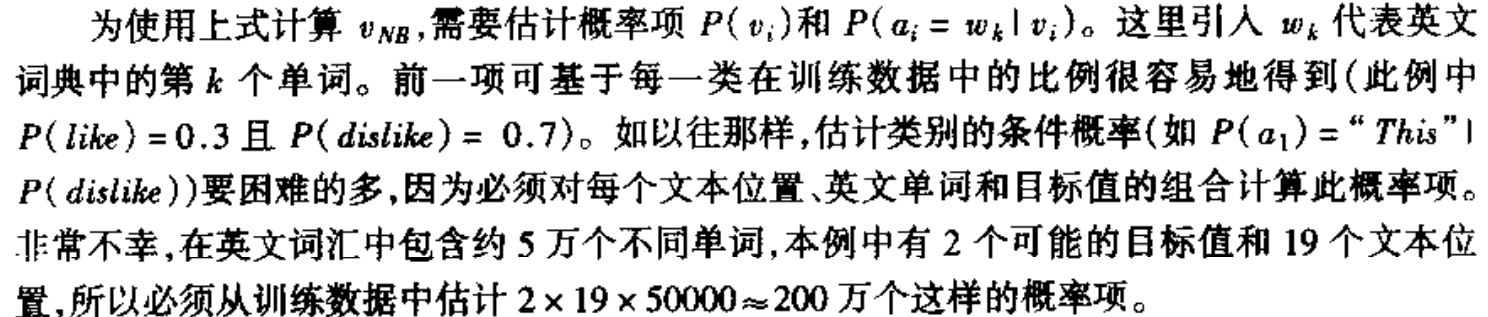 为使用上式计算 v_NB,需要估计概率项 P(v_i)和 P(a_i = w_k | v_i)。这里引入 w_k 代表英文
词典中的第 k 个单词。前一项可基于每一类在训练数据中的比例很容易地得到(此例中
P(like) = 0.3 且 P(dislike) = 0.7)。如以往那样,估计类别的条件概率(如 P(a_1) = “This” |
P(dislike))要困难的多,因为必须对每个文本位置、英文单词和目标值的组合计算此概率项。
非常不幸,在英文词汇中包含约 5 万个不同单词,本例中有 2 个可能的目标值和 19 个文本位
置,所以必须从训练数据中估计 2 × 19 × 50000 ≈ 200 万个这样的概率项。